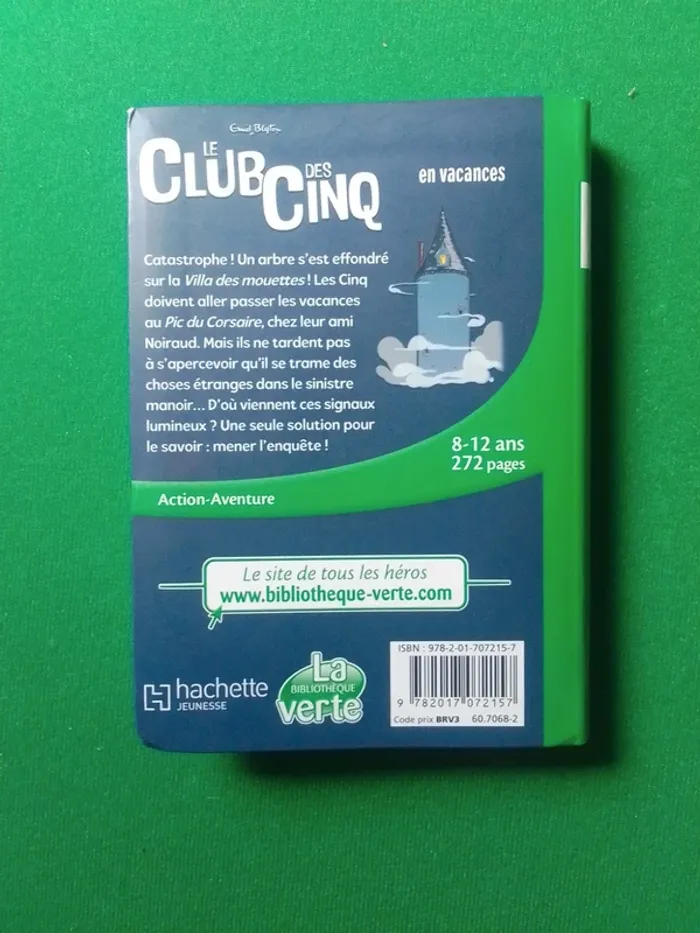 Enid Blyton
LE
CLUB DES
CINQ
en vacances
Catastrophe ! Un arbre s'est effondré
sur la Villa des mouettes ! Les Cinq
doivent aller passer les vacances
au Pic du Corsaire, chez leur ami
Noiraud. Mais ils ne tardent pas
à s'apercevoir qu'il se trame des
choses étranges dans le sinistre
manoir... D'où viennent ces signaux
lumineux ? Une seule solution pour
le savoir : mener l'enquête !
8-12 ans
272 pages
Action-Aventure
Le site de tous les héros
www.bibliotheque-verte.com
hachette
JEUNESSE
La
BIBLIOTHÈQUE
verte
ISBN : 978-2-01-707215-7
9 782017 072157
Code prix BRV3 60.7068-2